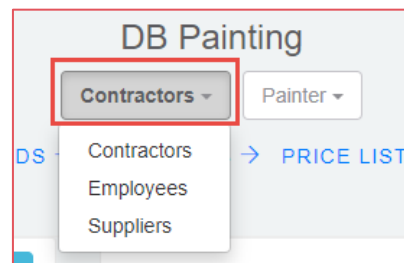 DB Painting
Contractors Painter
Contractors
DS → PRICE LIST
Employees
Suppliers